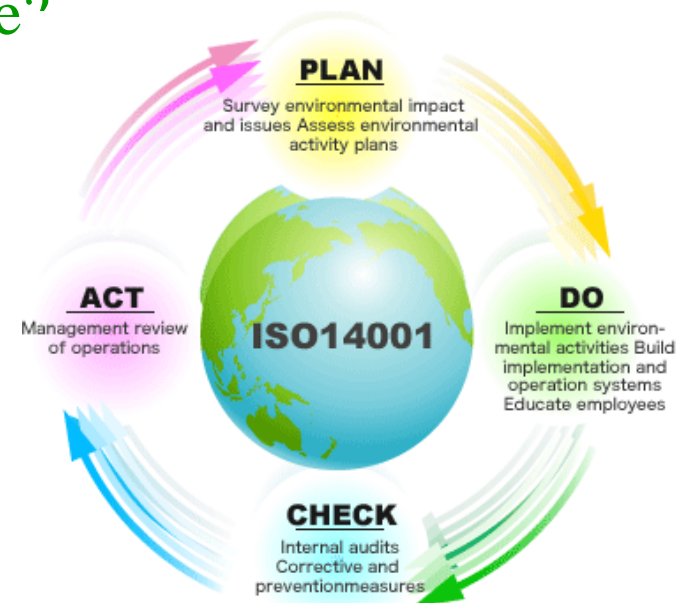 PLAN
Survey environmental impact
and issues Assess environmental
activity plans
ACT
Management review
of operations
ISO14001
DO
Implement environ-
mental activities Build
implementation and
operation systems
Educate employees
CHECK
Internal audits
Corrective and
preventionmeasures